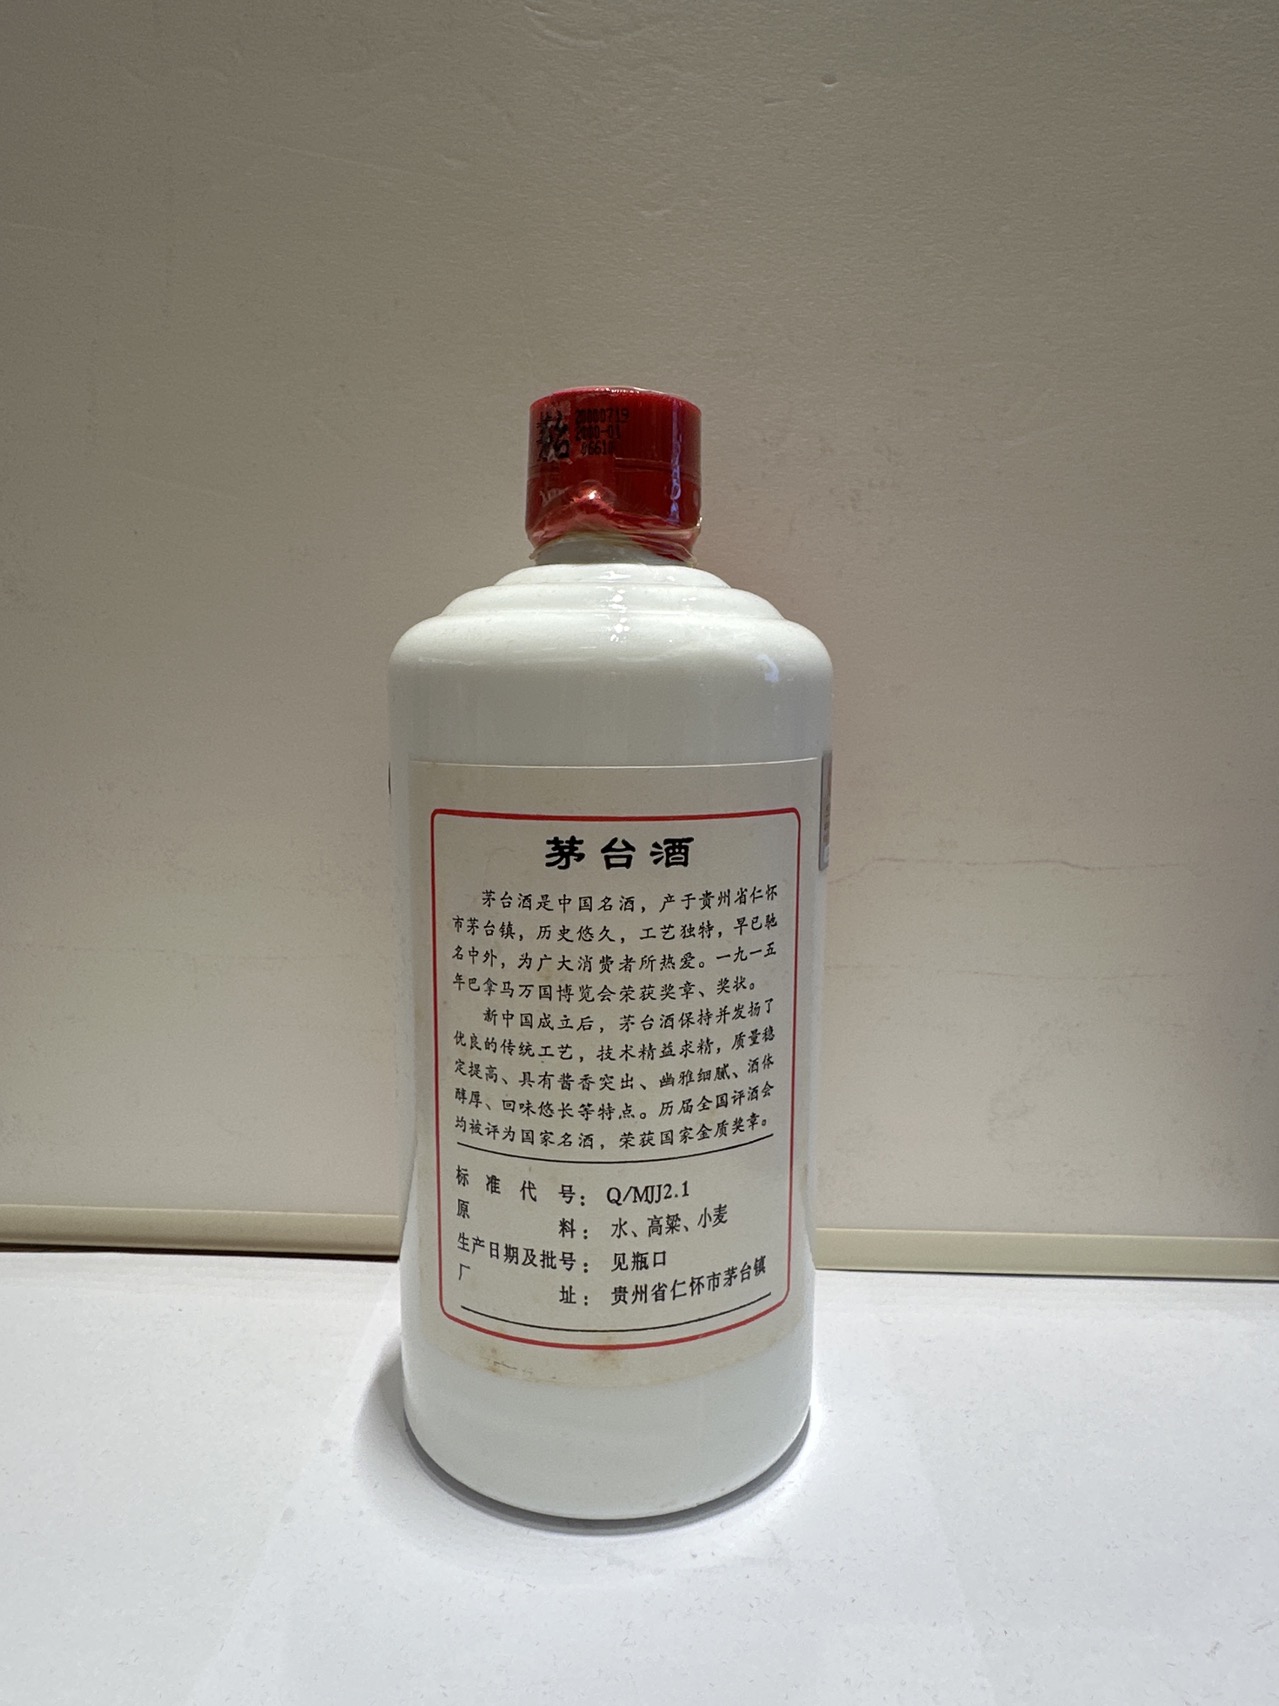 20000719
2000-01
茅台酒
茅台酒是中国名酒，产于贵州省仁怀
市茅台镇，历史悠久，工艺独特，早已驰
名中外，为广大消费者所热爱。一九一五
年巴拿马万国博览会荣获奖章、奖状。
新中国成立后，茅台酒保持并发扬了
优良的传统工艺，技术精益求精，质量稳
定提高、具有酱香突出、幽雅细腻、酒体
醇厚、回味悠长等特点。历届全国评酒会
均被评为国家名酒，荣获国家金质奖章。
标准代号：Q/MJJ2.1
原料：水、高粱、小麦
生产日期及批号：见瓶口
厂址：贵州省仁怀市茅台镇